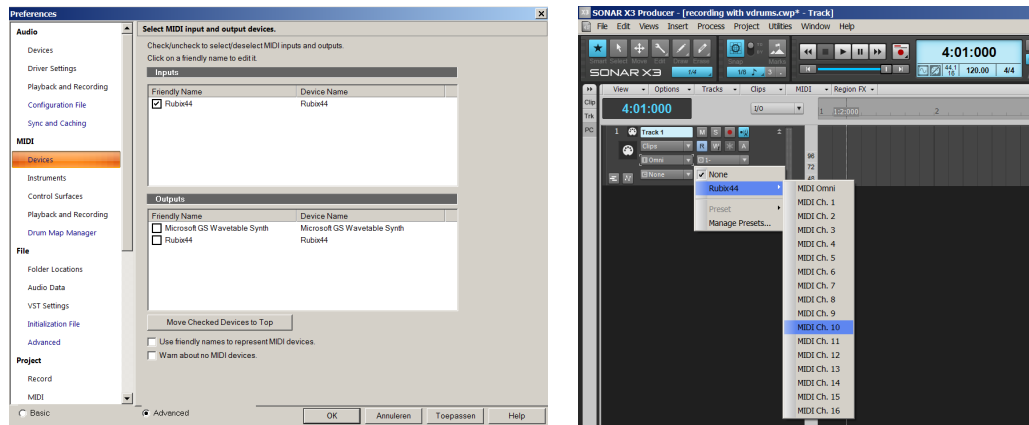 Preferences
Audio
Devices
Driver Settings
Playback and Recording
Configuration File
Sync and Caching
MIDI
Devices
Instruments
Control Surfaces
Playback and Recording
Drum Map Manager
File
Folder Locations
Audio Data
VST Settings
Initialization File
Advanced
Project
Record
MIDI
Basic
Advanced
Select MIDI input and output devices.
Check/uncheck to select/deselect MIDI inputs and outputs.
Click on a friendly name to edit it.
Inputs
Friendly Name Device Name
Rubix44 Rubix44
Outputs
Friendly Name Device Name
Microsoft GS Wavetable Synth Microsoft GS Wavetable Synth
Rubix44 Rubix44
Move Checked Devices to Top
Use friendly names to represent MIDI devices.
Warn about no MIDI devices.
OK Annuleren Toepassen Help
SONAR X3 Producer - [recording with vdrums.cwp* - Track]
File Edit Views Insert Process Project Utilities Window Help
Smart Select Move Edit Draw Erase Snap Marks
SONAR X3 1/4 1/8 3
4:01:000
44.1
16
120.00 4/4
View Options Tracks Clips MIDI Region FX
Clip
Trk
PC
4:01:000 I/O 1 1:2:000 2
1 Track 1 M S
Clips R W A
Omni 1-
None
96
72
48
None
Rubix44
Preset
Manage Presets...
MIDI Omni
MIDI Ch. 1
MIDI Ch. 2
MIDI Ch. 3
MIDI Ch. 4
MIDI Ch. 5
MIDI Ch. 6
MIDI Ch. 7
MIDI Ch. 8
MIDI Ch. 9
MIDI Ch. 10
MIDI Ch. 11
MIDI Ch. 12
MIDI Ch. 13
MIDI Ch. 14
MIDI Ch. 15
MIDI Ch. 16